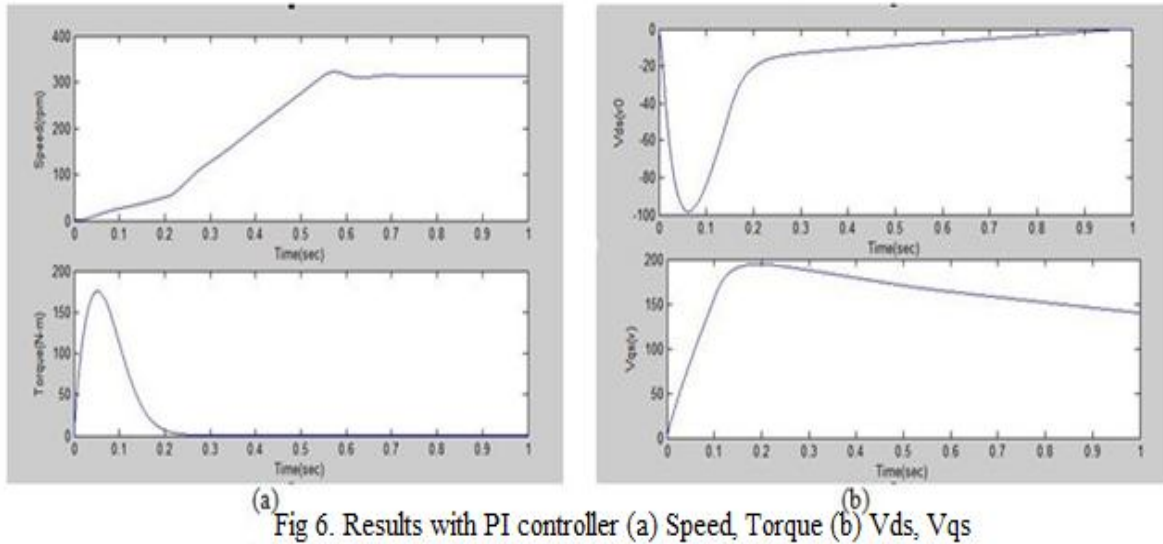 400
300
200
100
0
Speed(rpm)
0 0.1 0.2 0.3 0.4 0.5 0.6 0.7 0.8 0.9 1
Time(sec)
200
150
100
50
0
Torque(N-m)
0 0.1 0.2 0.3 0.4 0.5 0.6 0.7 0.8 0.9 1
Time(sec)
(a)
0
-20
-40
-60
-80
-100
Vds(v0
0 0.1 0.2 0.3 0.4 0.5 0.6 0.7 0.8 0.9 1
Time(sec)
200
150
100
50
0
Vqs(v)
0 0.1 0.2 0.3 0.4 0.5 0.6 0.7 0.8 0.9 1
Time(sec)
(b)
Fig 6. Results with PI controller (a) Speed, Torque (b) Vds, Vqs